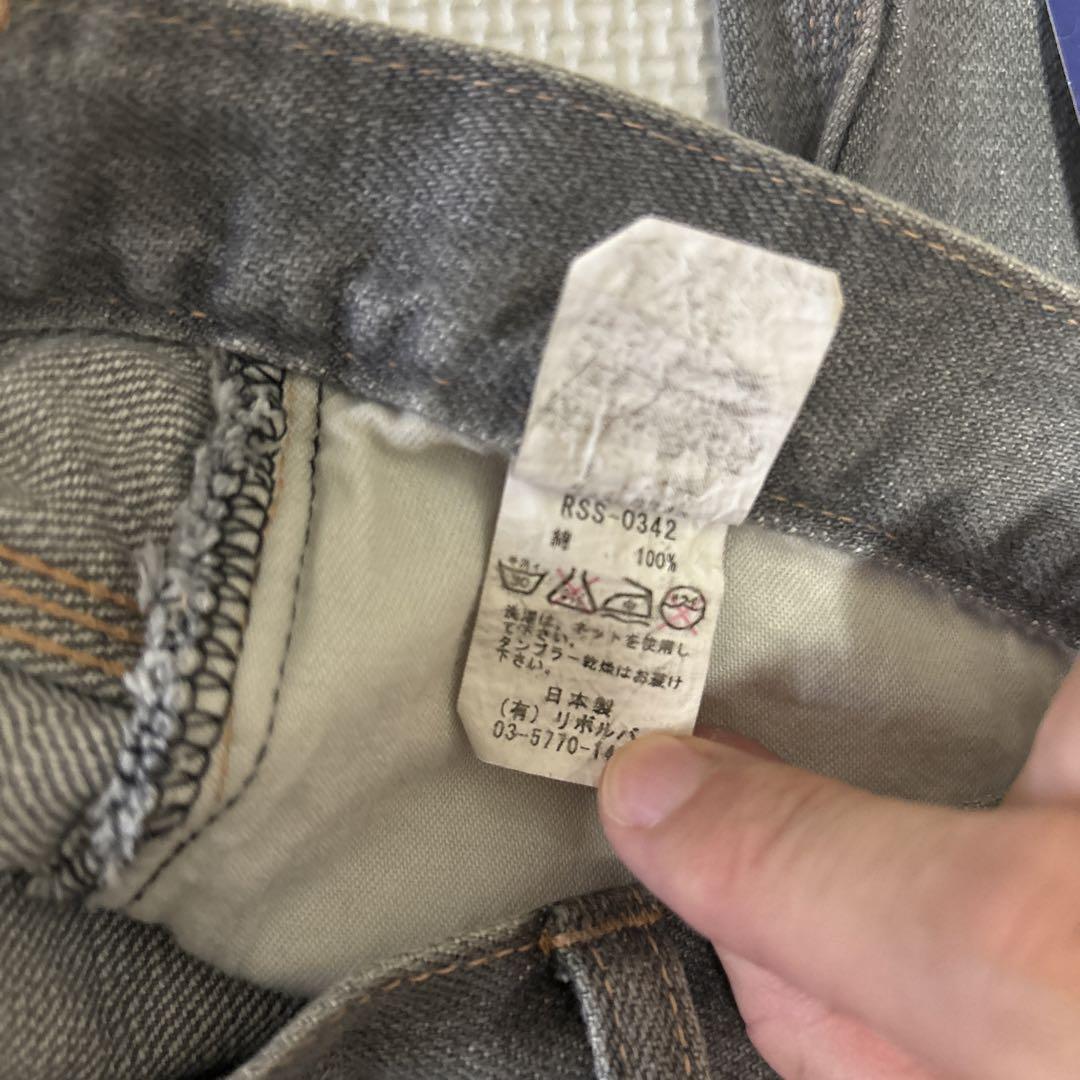 RSS-0342
綿 100%
洗濯は、ネットを使用し
て下さい。
タンブラー乾燥はお避け
下さい。
日本製
(有) リボルバ
03-5770-14